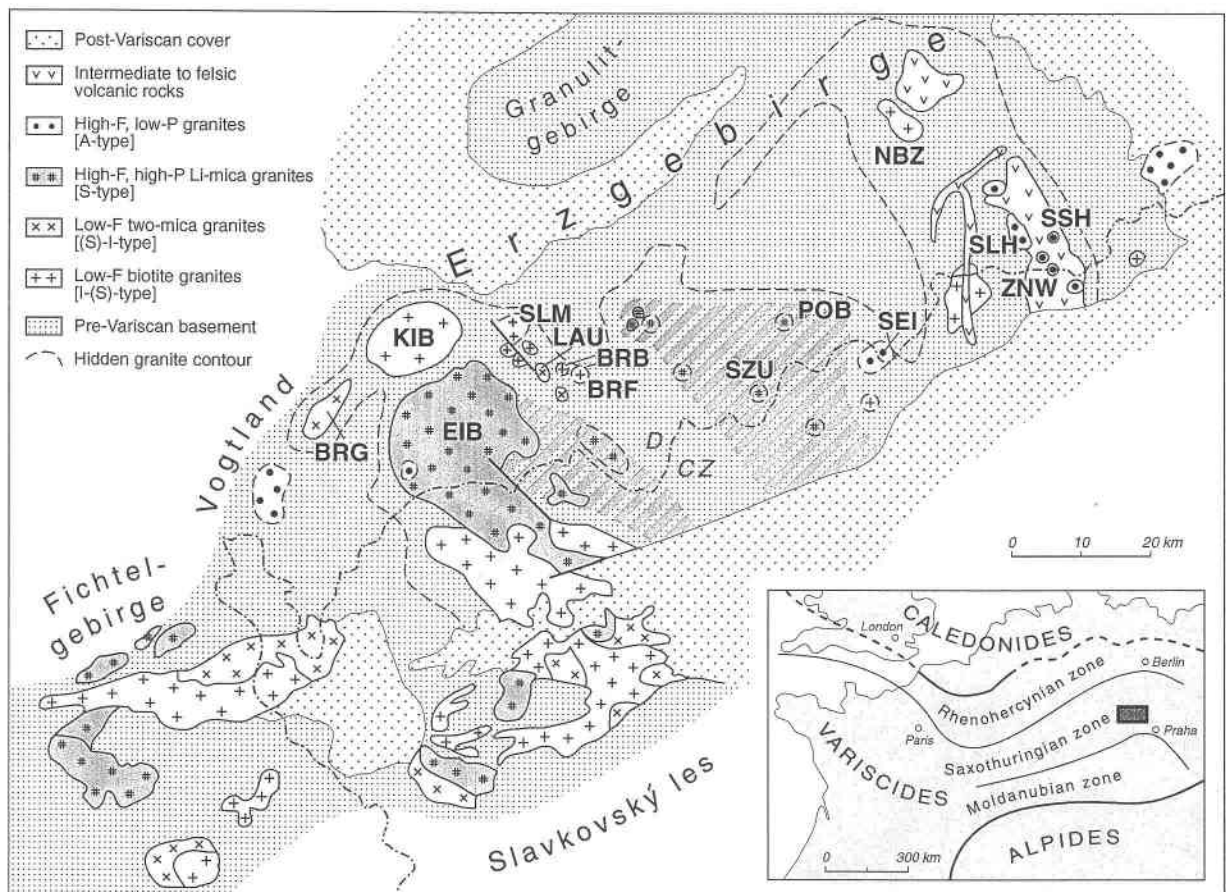 Post-Variscan cover
Intermediate to felsic
volcanic rocks
High-F, low-P granites
[A-type]
High-F, high-P Li-mica granites
[S-type]
Low-F two-mica granites
[(S)-I-type]
Low-F biotite granites
[I-(S)-type]
Pre-Variscan basement
Hidden granite contour
Granulit-
gebirge
Erzgebirge
NBZ
SSH
SLH
ZNW
SLM
LAU
POB
SEI
KIB
BRB
BRF
SZU
EIB
BRG
D
CZ
Vogtland
Fichtel-
gebirge
Slavkovský les
0 10 20 km
London
CALEDONIDES
Berlin
Rhenohercynian zone
Paris
Praha
Saxothuringian zone
VARISCIDES
Moldanubian zone
ALPIDES
0 300 km